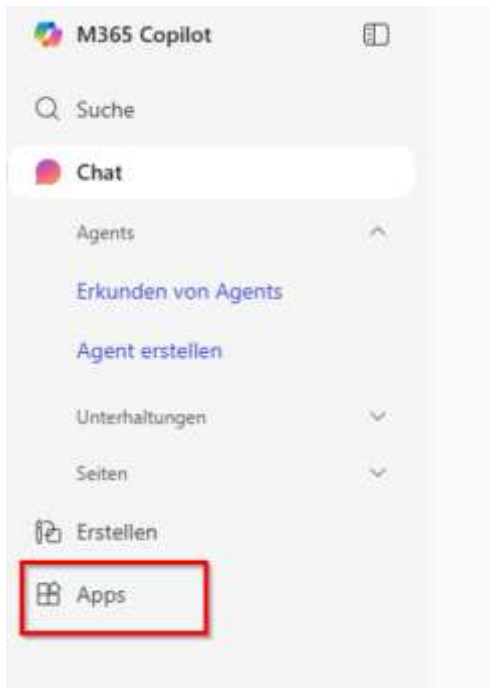 M365 Copilot
Suche
Chat
Agents
Erkunden von Agents
Agent erstellen
Unterhaltungen
Seiten
Erstellen
Apps